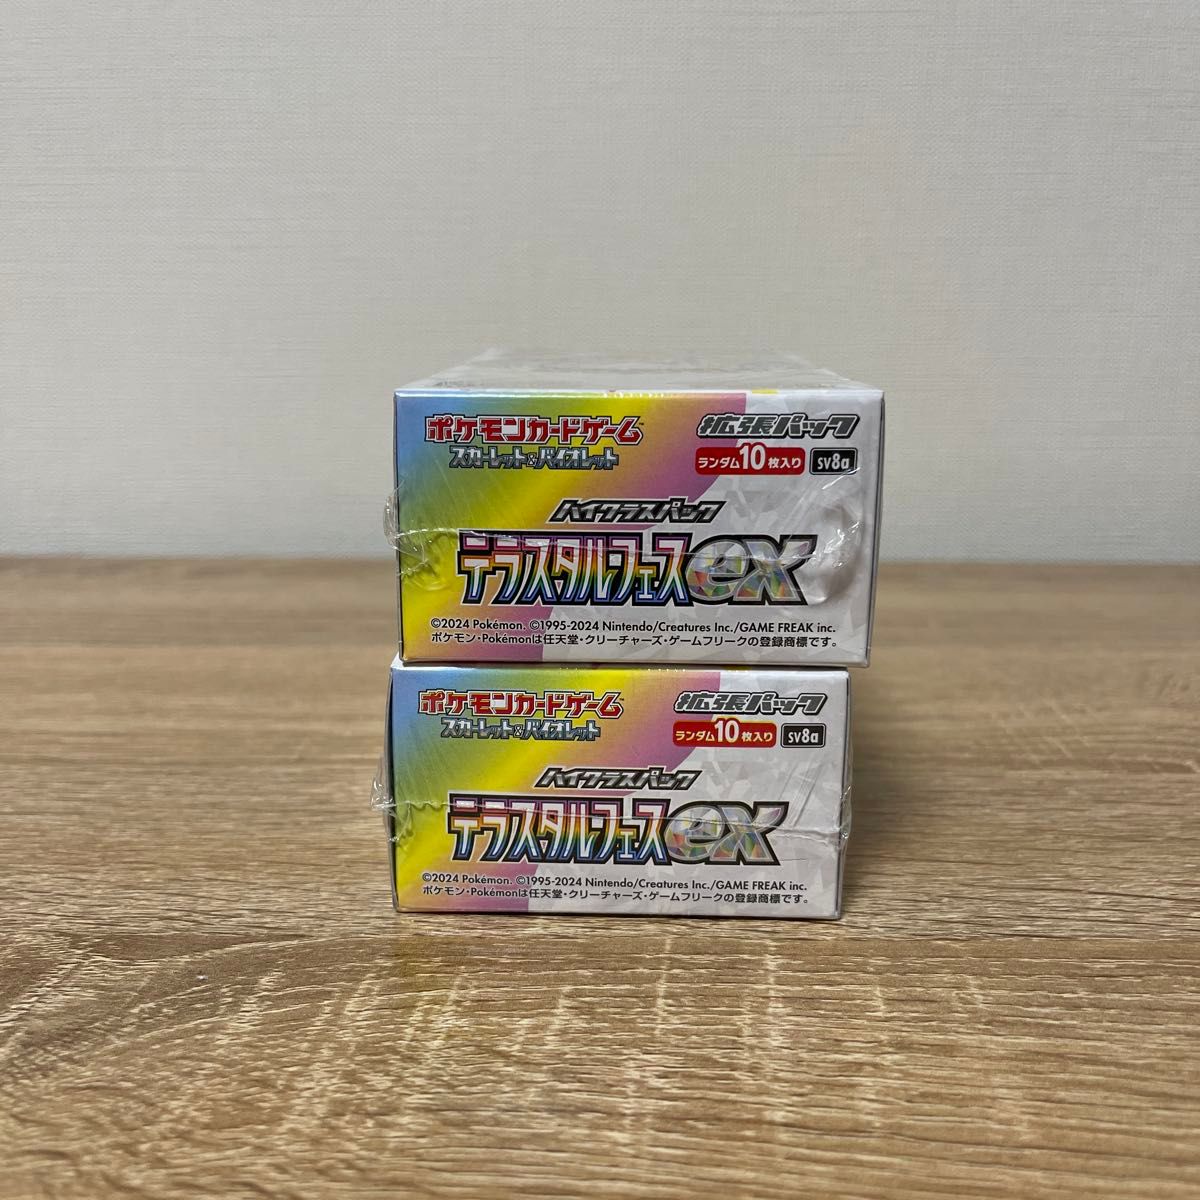 ポケモンカードゲーム
スカーレット&バイオレット
拡張パック
ランダム10枚入り SV8a
ハイクラスパック
テラスタルフェスex
©2024 Pokémon. ©1995-2024 Nintendo/Creatures Inc./GAME FREAK inc.
ポケモン・Pokémonは任天堂・クリーチャーズ・ゲームフリークの登録商標です。
ポケモンカードゲーム
スカーレット&バイオレット
拡張パック
ランダム10枚入り SV8a
ハイクラスパック
テラスタルフェスex
©2024 Pokémon. ©1995-2024 Nintendo/Creatures Inc./GAME FREAK inc.
ポケモン・Pokémonは任天堂・クリーチャーズ・ゲームフリークの登録商標です。